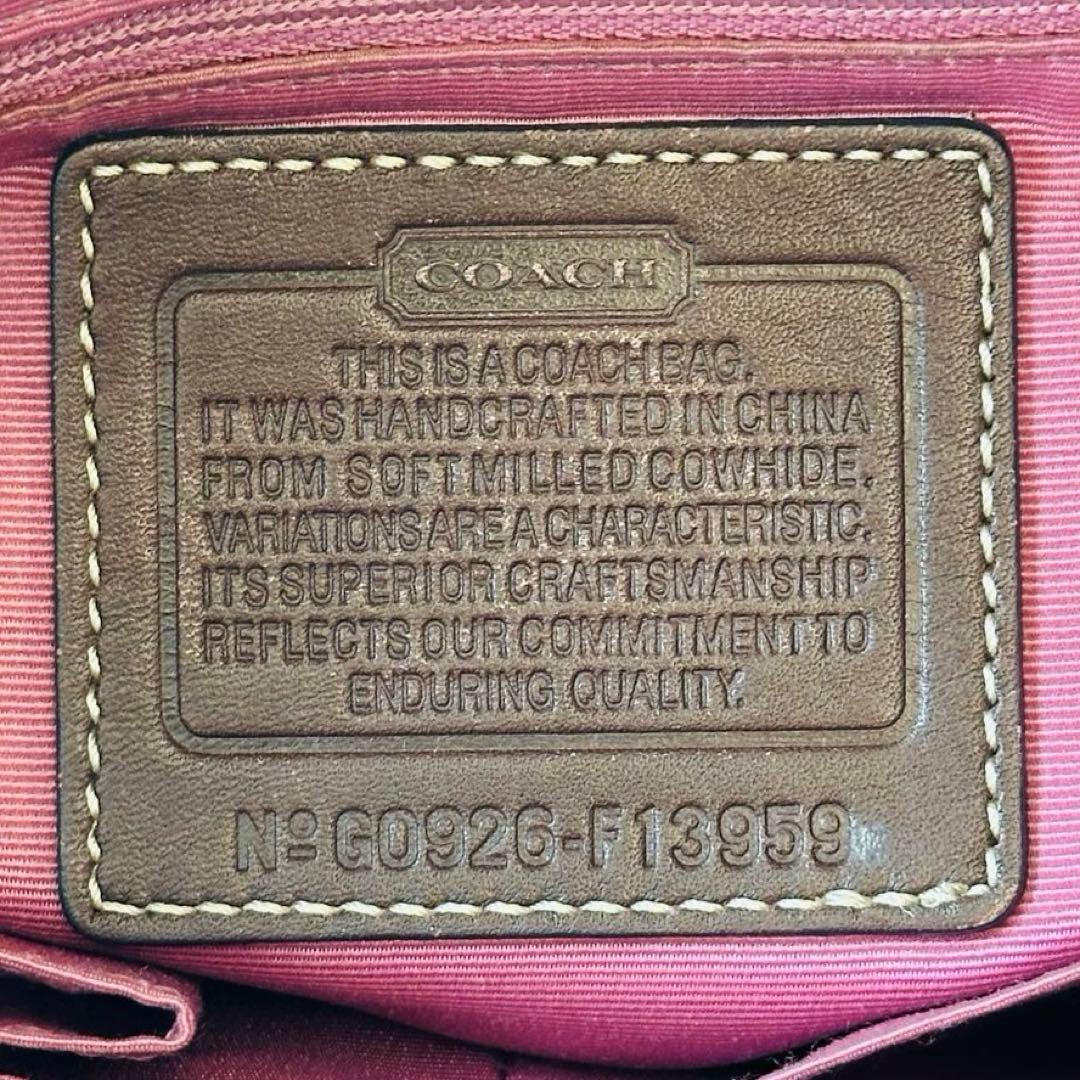 COACH
THIS IS A COACH BAG.
IT WAS HANDCRAFTED IN CHINA
FROM SOFT MILLED COWHIDE.
VARIATIONS ARE A CHARACTERISTIC.
ITS SUPERIOR CRAFTSMANSHIP
REFLECTS OUR COMMITMENT TO
ENDURING QUALITY.
Nº G0926-F13959